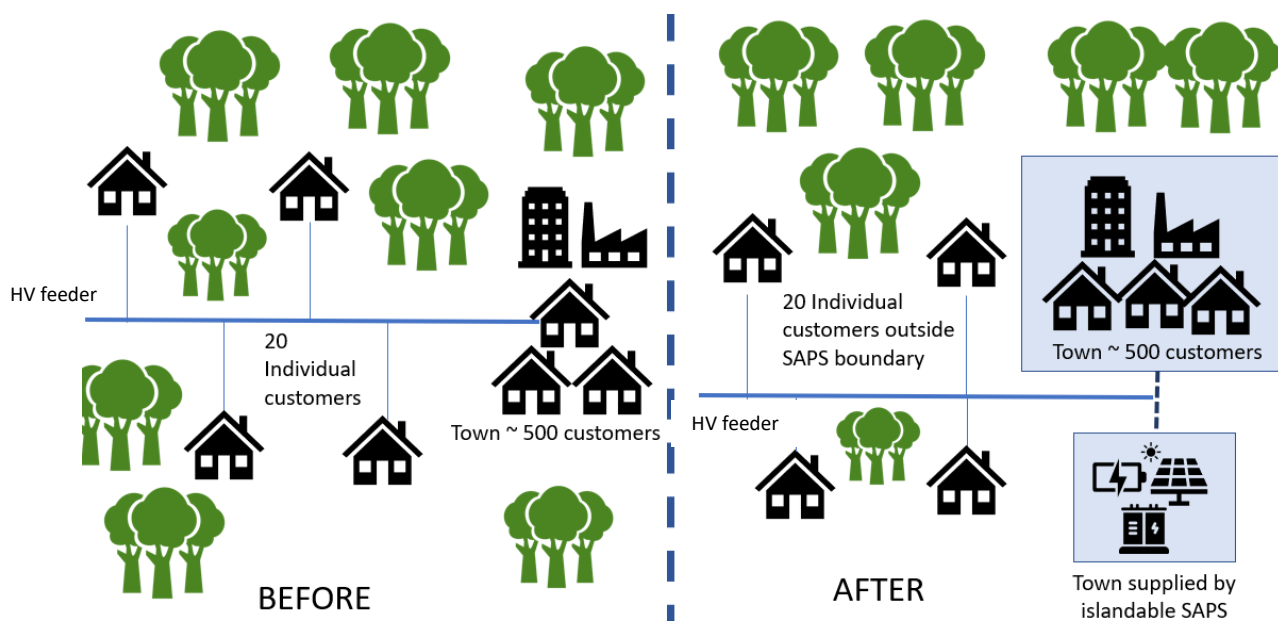 HV feeder
20
Individual
customers
Town ~ 500 customers
BEFORE
20 Individual
customers outside
SAPS boundary
Town ~ 500 customers
HV feeder
Town supplied by
islandable SAPS
AFTER